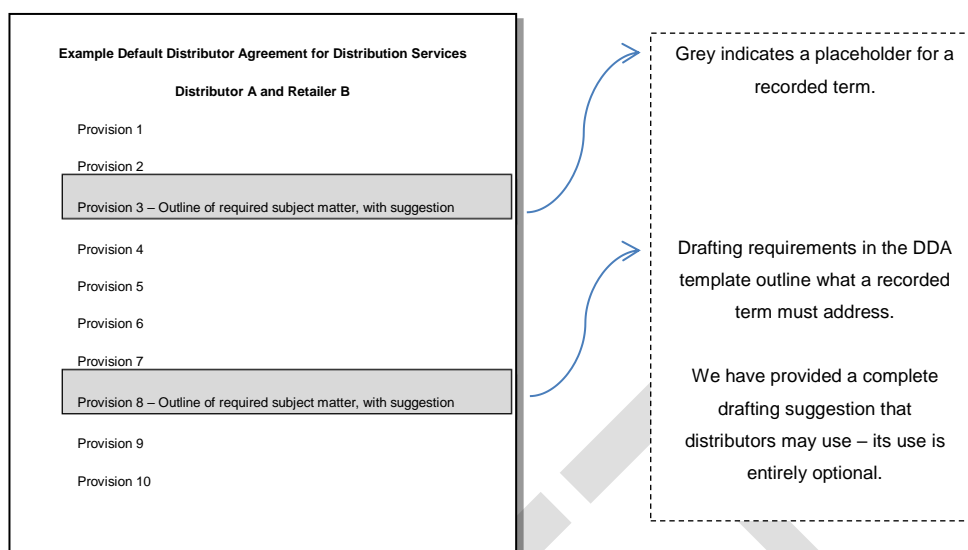 Example Default Distributor Agreement for Distribution Services
Distributor A and Retailer B
Provision 1
Provision 2
Provision 3 – Outline of required subject matter, with suggestion
Provision 4
Provision 5
Provision 6
Provision 7
Provision 8 – Outline of required subject matter, with suggestion
Provision 9
Provision 10
Grey indicates a placeholder for a
recorded term.
Drafting requirements in the DDA
template outline what a recorded
term must address.
We have provided a complete
drafting suggestion that
distributors may use – its use is
entirely optional.